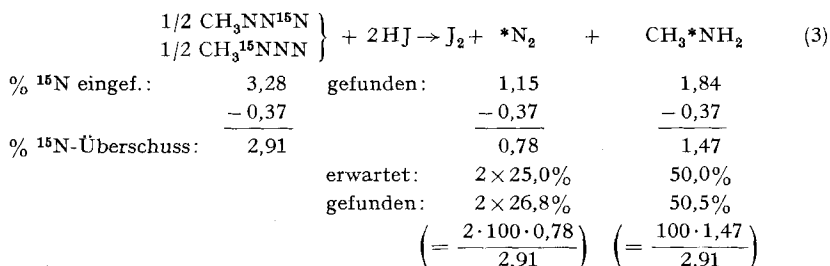 1/2 CH₃NN¹⁵N
1/2 CH₃¹⁵NNN } + 2HJ → J₂ + *N₂ + CH₃*NH₂ (3)
% ¹⁵N eingef.: 3,28 gefunden: 1,15 1,84
− 0,37 − 0,37 − 0,37
% ¹⁵N-Überschuss: 2,91 0,78 1,47
erwartet: 2 × 25,0% 50,0%
gefunden: 2 × 26,8% 50,5%
(= 2·100·0,78 / 2,91) (= 100·1,47 / 2,91)